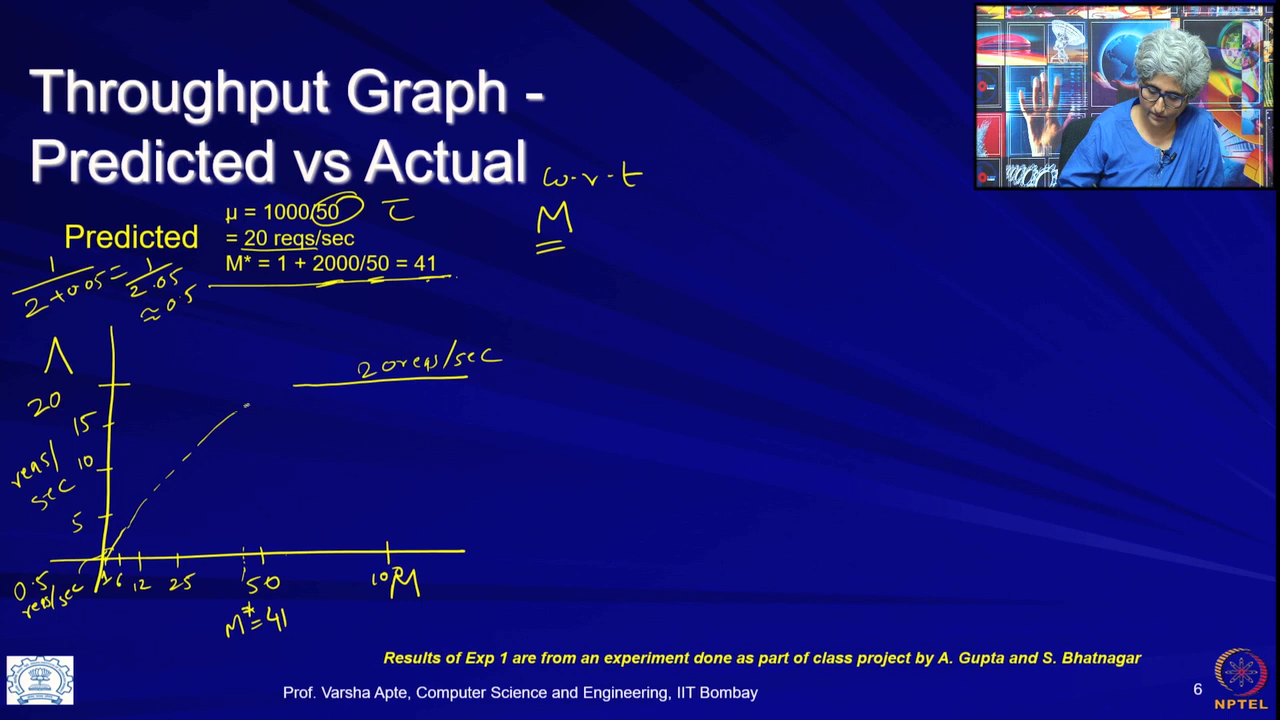 Throughput Graph -
Predicted vs Actual
w.r.t
M
Predicted
μ = 1000/50 τ
= 20 reqs/sec
M* = 1 + 2000/50 = 41
1/2+0.05 = 1/2.05
≈ 0.5
Λ
20 reqs/sec
20
15
reqs/
sec
10
5
0.5
reqs/sec
1 6 12 25 50 100 M
M* = 41
Results of Exp 1 are from an experiment done as part of class project by A. Gupta and S. Bhatnagar
Prof. Varsha Apte, Computer Science and Engineering, IIT Bombay
6
NPTEL